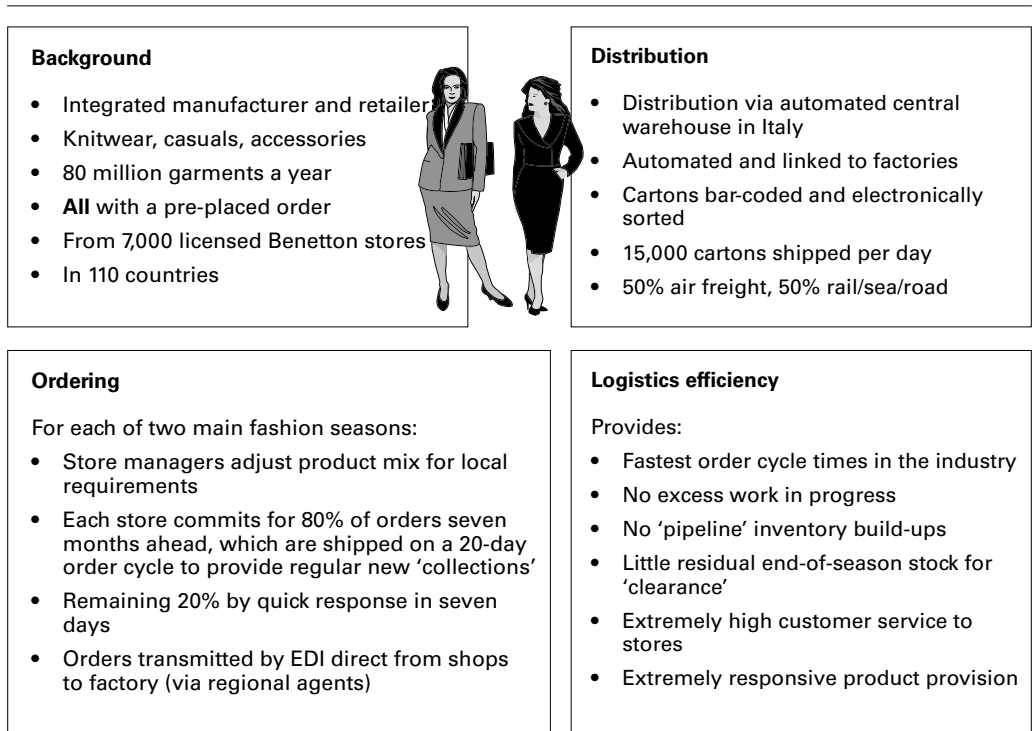 Background
• Integrated manufacturer and retailer
• Knitwear, casuals, accessories
• 80 million garments a year
• All with a pre-placed order
• From 7,000 licensed Benetton stores
• In 110 countries
Distribution
• Distribution via automated central
warehouse in Italy
• Automated and linked to factories
• Cartons bar-coded and electronically
sorted
• 15,000 cartons shipped per day
• 50% air freight, 50% rail/sea/road
Ordering
For each of two main fashion seasons:
• Store managers adjust product mix for local
requirements
• Each store commits for 80% of orders seven
months ahead, which are shipped on a 20-day
order cycle to provide regular new ‘collections’
• Remaining 20% by quick response in seven
days
• Orders transmitted by EDI direct from shops
to factory (via regional agents)
Logistics efficiency
Provides:
• Fastest order cycle times in the industry
• No excess work in progress
• No ‘pipeline’ inventory build-ups
• Little residual end-of-season stock for
‘clearance’
• Extremely high customer service to
stores
• Extremely responsive product provision